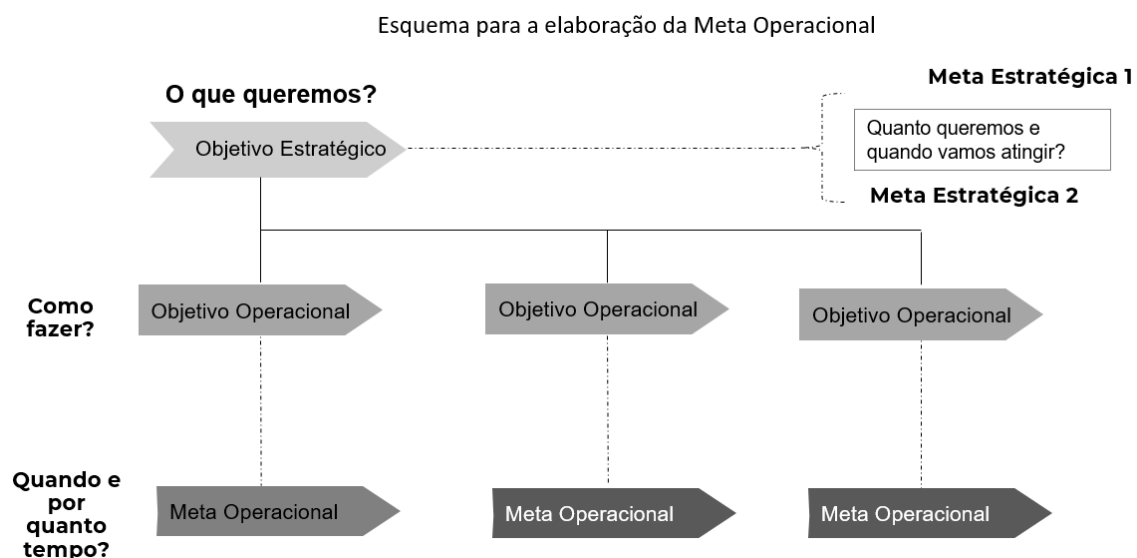 Esquema para a elaboração da Meta Operacional
O que queremos?
Objetivo Estratégico
Meta Estratégica 1
Quanto queremos e
quando vamos atingir?
Meta Estratégica 2
Como
fazer?
Objetivo Operacional
Objetivo Operacional
Objetivo Operacional
Quando e
por
quanto
tempo?
Meta Operacional
Meta Operacional
Meta Operacional